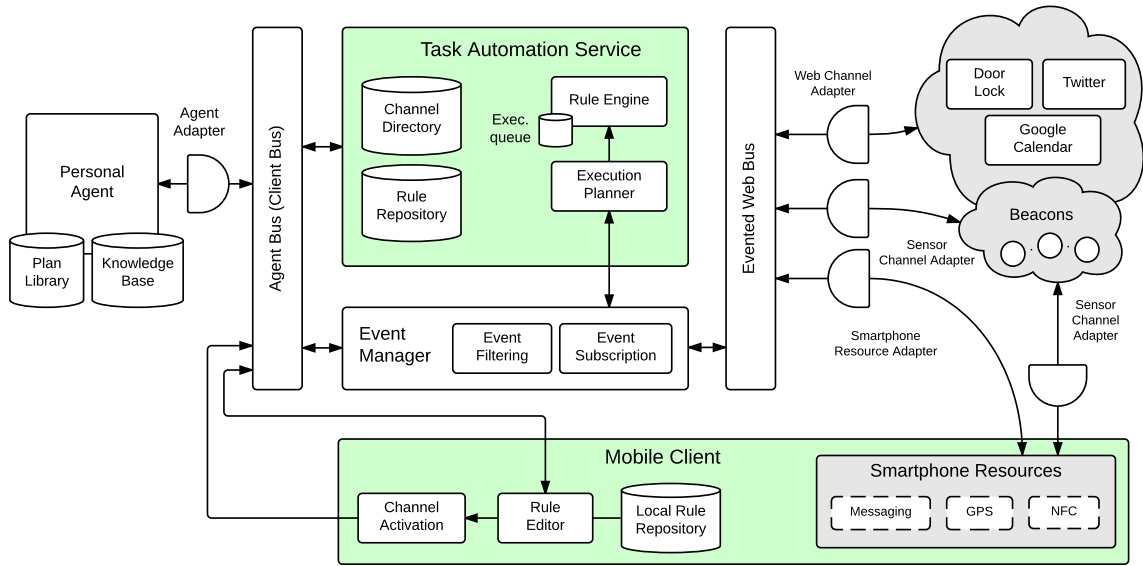 Task Automation Service
Channel
Directory
Rule
Repository
Exec.
queue
Rule Engine
Execution
Planner
Agent
Adapter
Personal
Agent
Plan
Library
Knowledge
Base
Agent Bus (Client Bus)
Event
Manager
Event
Filtering
Event
Subscription
Evented Web Bus
Web Channel
Adapter
Door
Lock
Twitter
Google
Calendar
Beacons
Sensor
Channel Adapter
Smartphone
Resource Adapter
Sensor
Channel
Adapter
Mobile Client
Channel
Activation
Rule
Editor
Local Rule
Repository
Smartphone Resources
Messaging
GPS
NFC